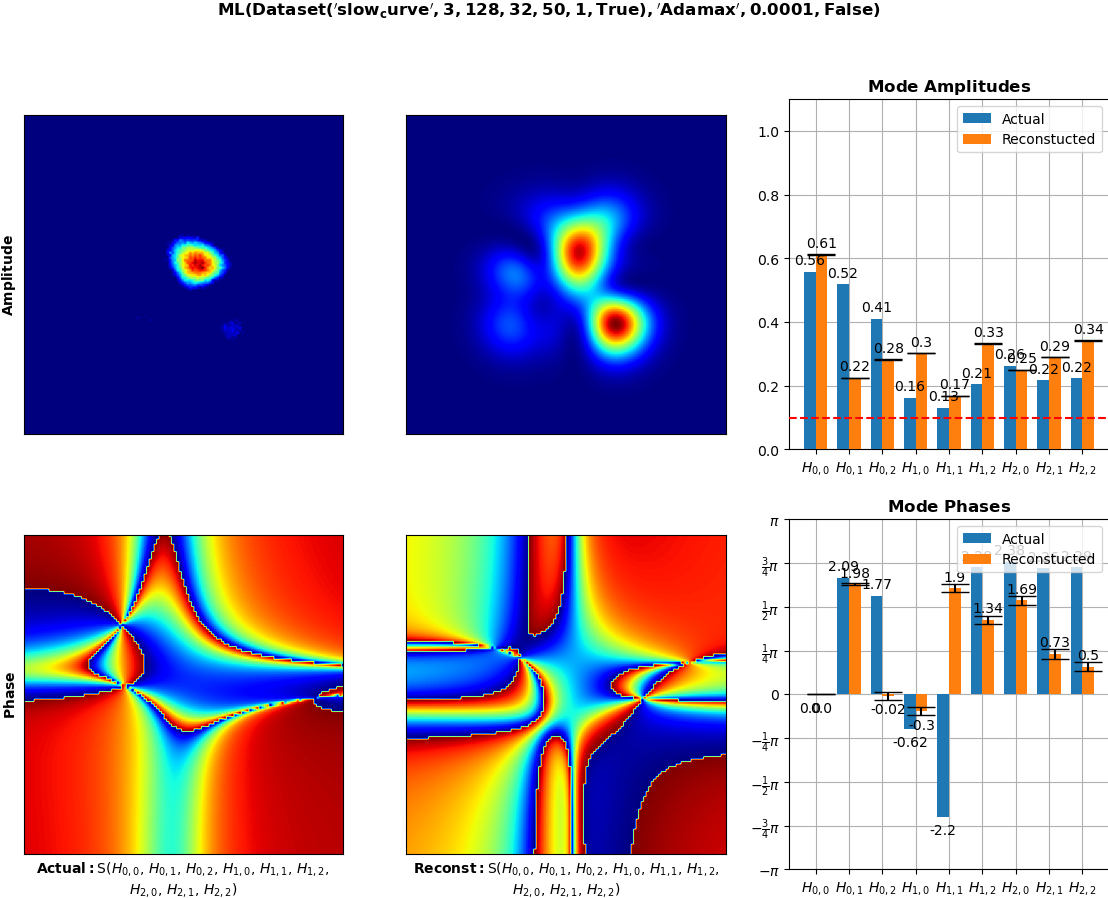 ML(Dataset('slow_curve', 3, 128, 32, 50, 1, True), 'Adamax', 0.0001, False)
Amplitude
Mode Amplitudes
Actual
Reconstucted
1.0
0.8
0.6
0.4
0.2
0.0
0.56
0.61
0.52
0.22
0.41
0.28
0.16
0.3
0.13
0.17
0.21
0.33
0.26
0.25
0.22
0.29
0.22
0.34
H0,0 H0,1 H0,2 H1,0 H1,1 H1,2 H2,0 H2,1 H2,2
Phase
Actual:S(H0,0, H0,1, H0,2, H1,0, H1,1, H1,2,
H2,0, H2,1, H2,2)
Reconst:S(H0,0, H0,1, H0,2, H1,0, H1,1, H1,2,
H2,0, H2,1, H2,2)
Mode Phases
Actual
Reconstucted
π
3/4π
1/2π
1/4π
0
−1/4π
−1/2π
−3/4π
−π
0.0
0.0
2.09
1.98
1.77
-0.02
-0.62
-0.3
-2.2
1.9
1.34
2.38
1.69
0.73
0.5
H0,0 H0,1 H0,2 H1,0 H1,1 H1,2 H2,0 H2,1 H2,2